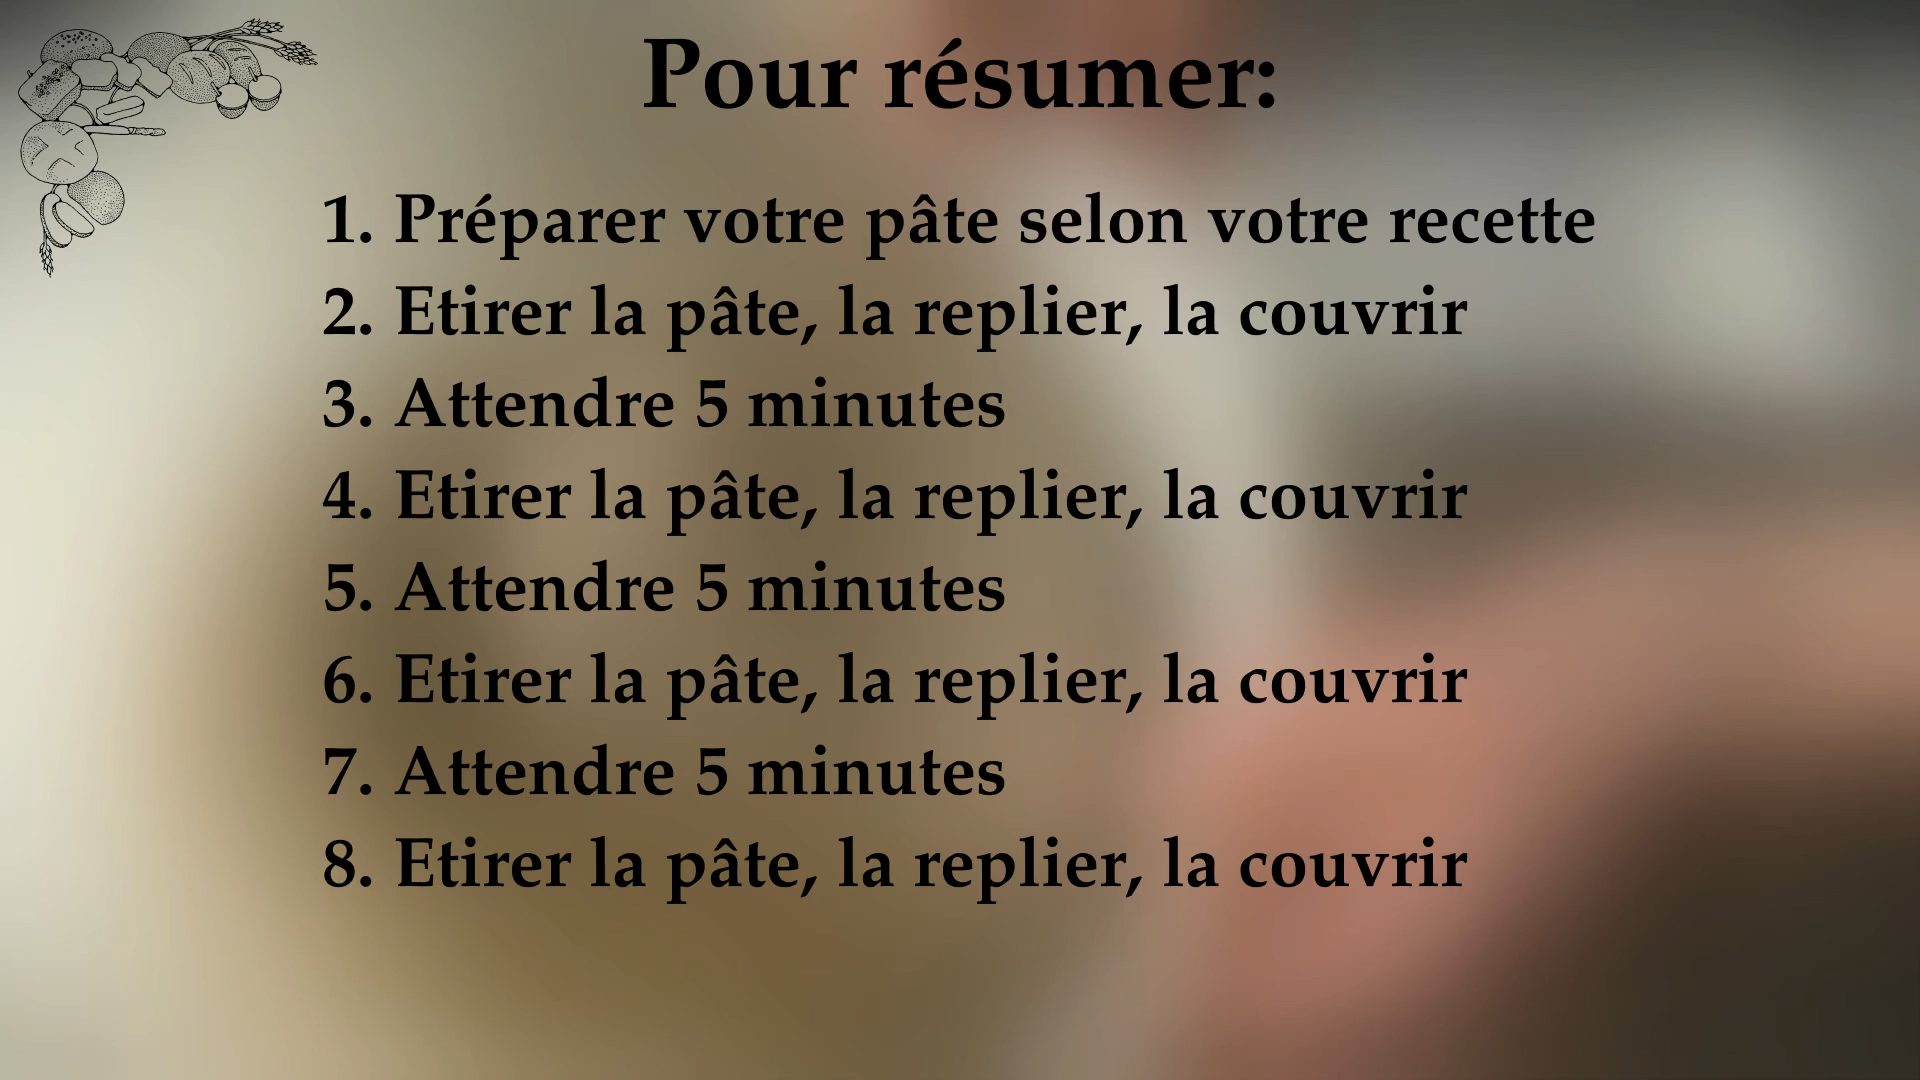 Pour résumer:
1. Préparer votre pâte selon votre recette
2. Etirer la pâte, la replier, la couvrir
3. Attendre 5 minutes
4. Etirer la pâte, la replier, la couvrir
5. Attendre 5 minutes
6. Etirer la pâte, la replier, la couvrir
7. Attendre 5 minutes
8. Etirer la pâte, la replier, la couvrir